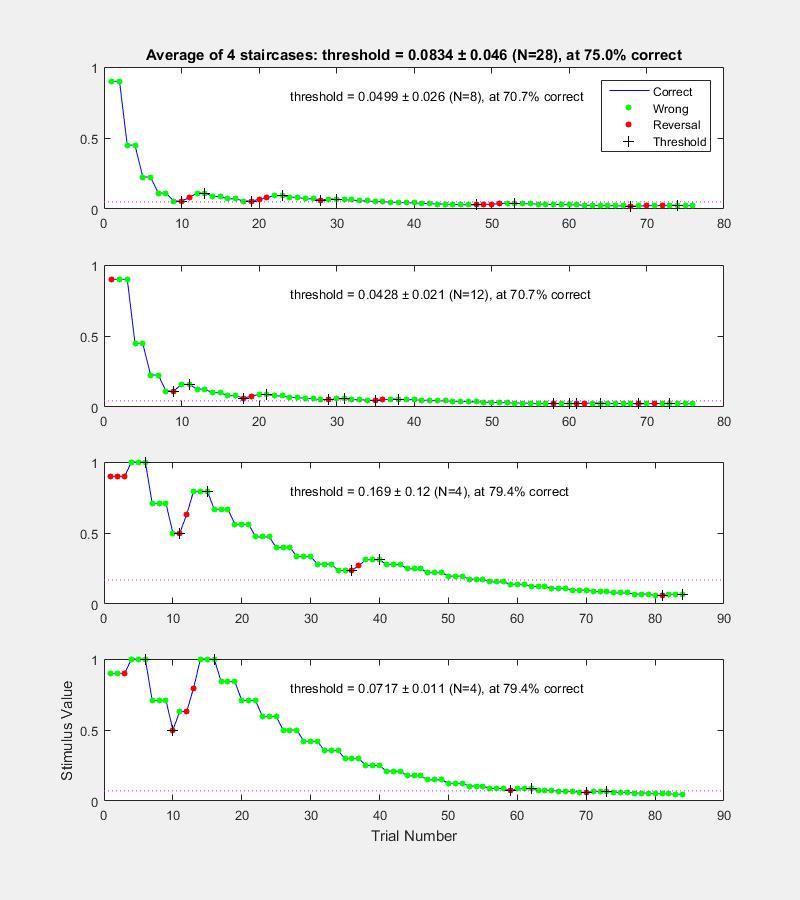 Average of 4 staircases: threshold = 0.0834 ± 0.046 (N=28), at 75.0% correct
1
0.5
0
threshold = 0.0499 ± 0.026 (N=8), at 70.7% correct
Correct
Wrong
Reversal
Threshold
0 10 20 30 40 50 60 70 80
1
0.5
0
threshold = 0.0428 ± 0.021 (N=12), at 70.7% correct
0 10 20 30 40 50 60 70 80
1
0.5
0
threshold = 0.169 ± 0.12 (N=4), at 79.4% correct
0 10 20 30 40 50 60 70 80 90
Stimulus Value
1
0.5
0
threshold = 0.0717 ± 0.011 (N=4), at 79.4% correct
0 10 20 30 40 50 60 70 80 90
Trial Number